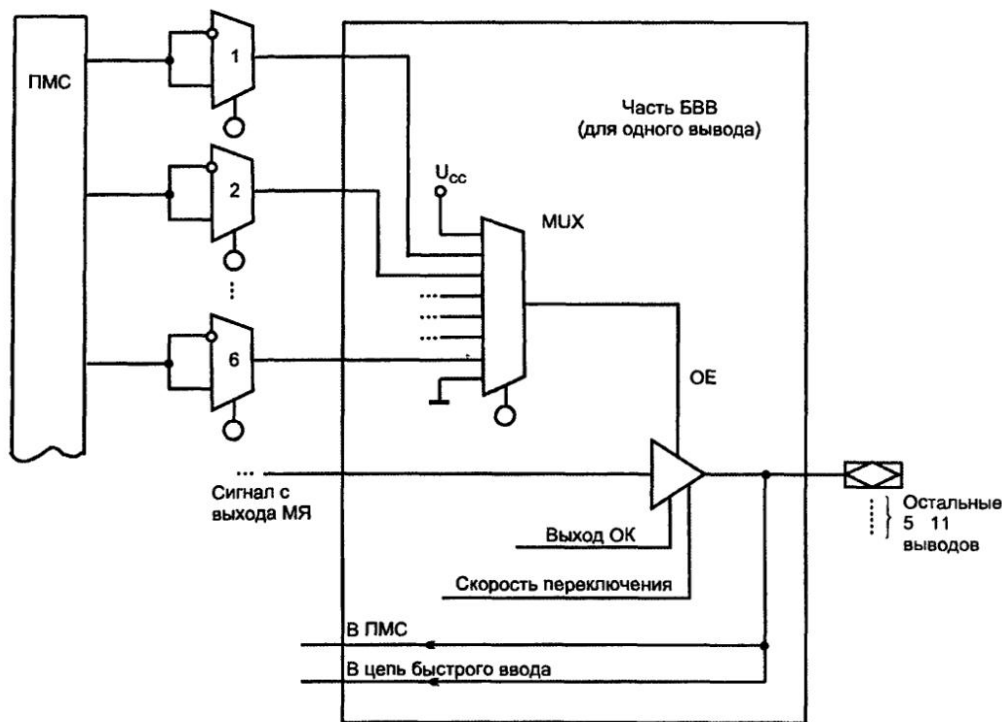 ПМС
1
2
6
Часть БВВ
(для одного вывода)
Ucc
MUX
OE
Сигнал с
выхода МЯ
Выход ОК
Скорость переключения
В ПМС
В цепь быстрого ввода
Остальные
5 11
выводов